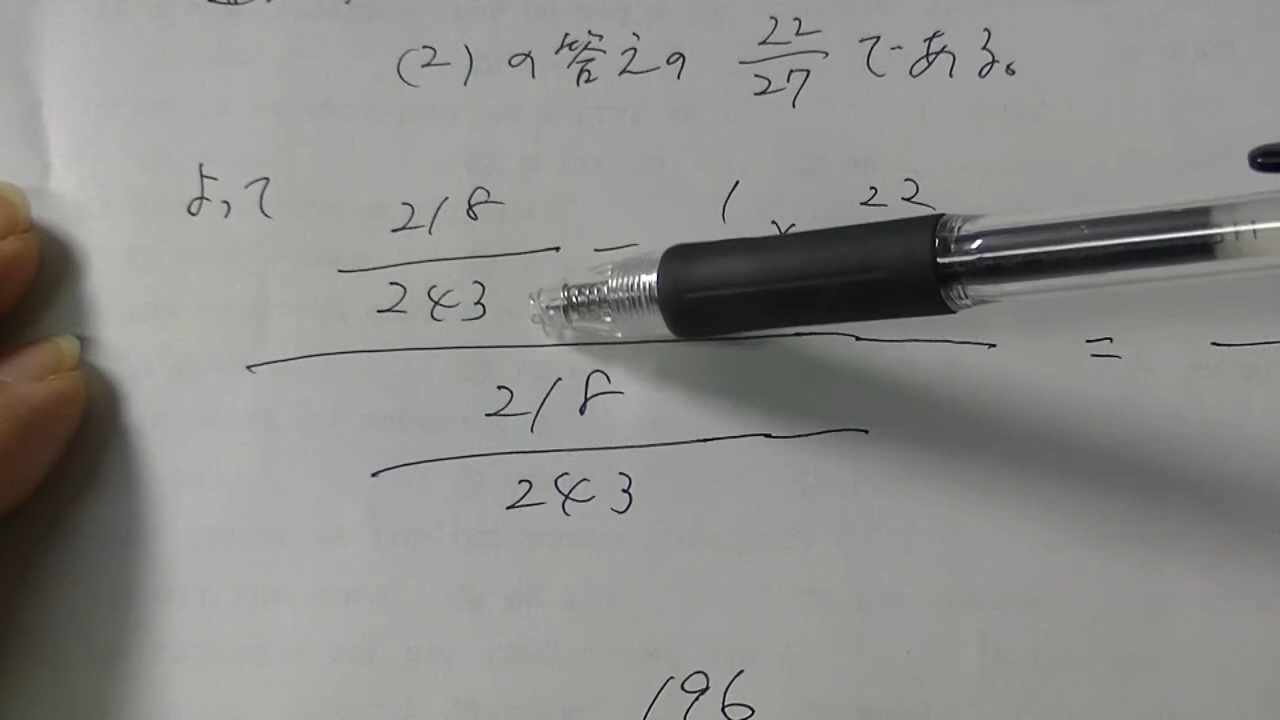 (2)の答えの 22/27 である。
よって 218/243 - 1 × 22
=
218/243
196